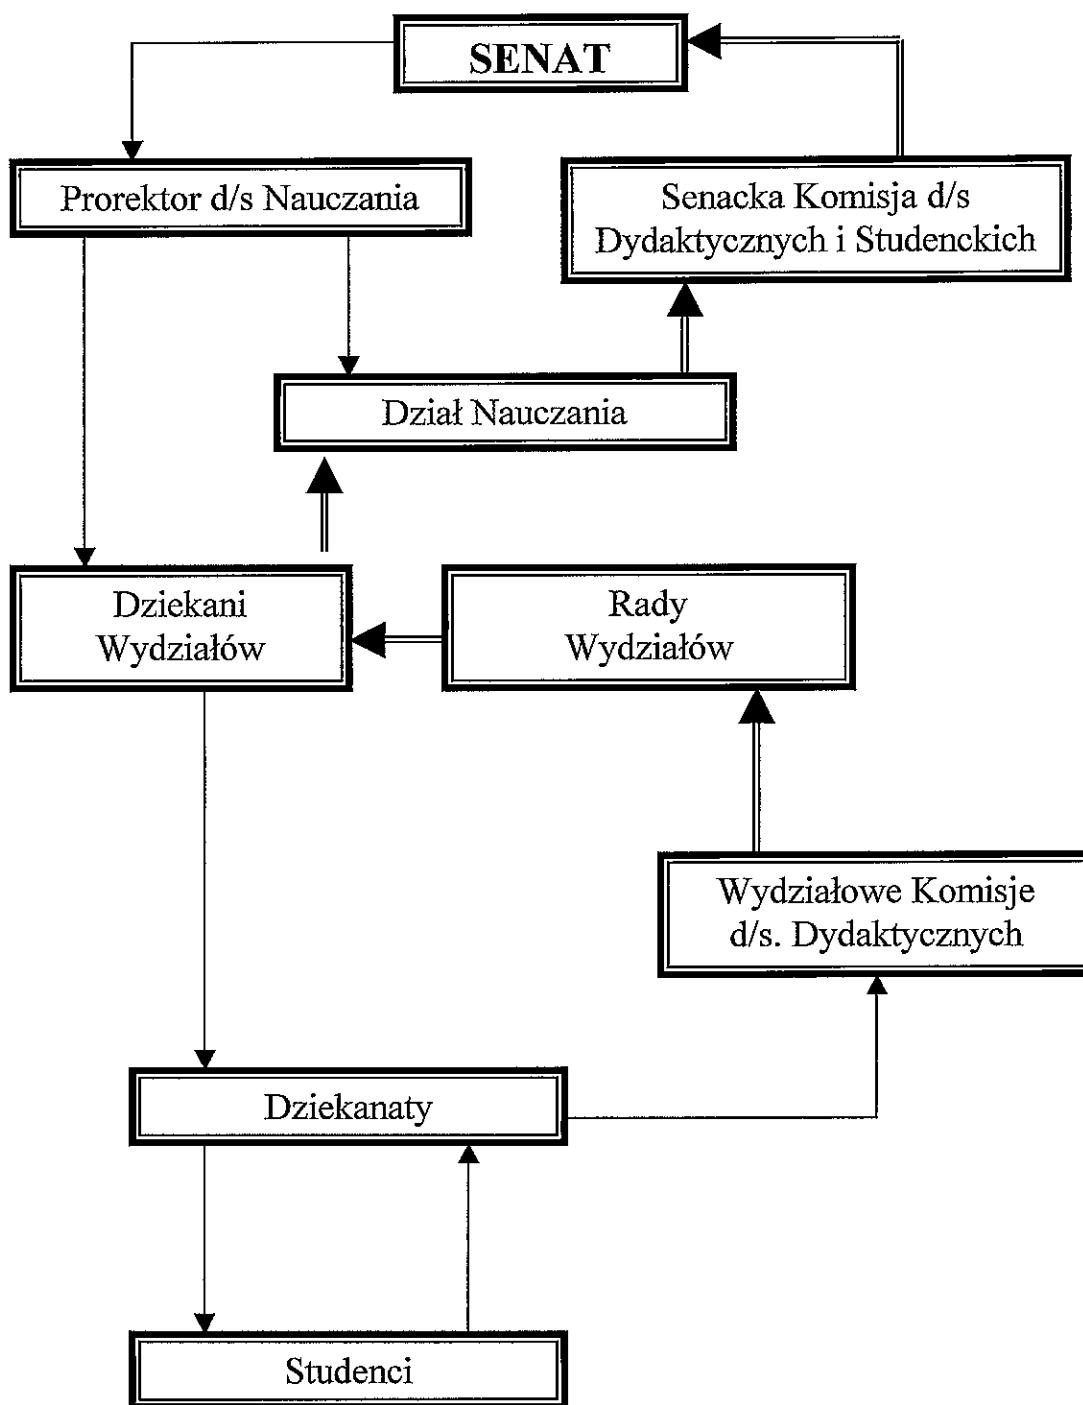 SENAT
Prorektor d/s Nauczania
Senacka Komisja d/s
Dydaktycznych i Studenckich
Dział Nauczania
Dziekani
Wydziałów
Rady
Wydziałów
Wydziałowe Komisje
d/s. Dydaktycznych
Dziekanaty
Studenci